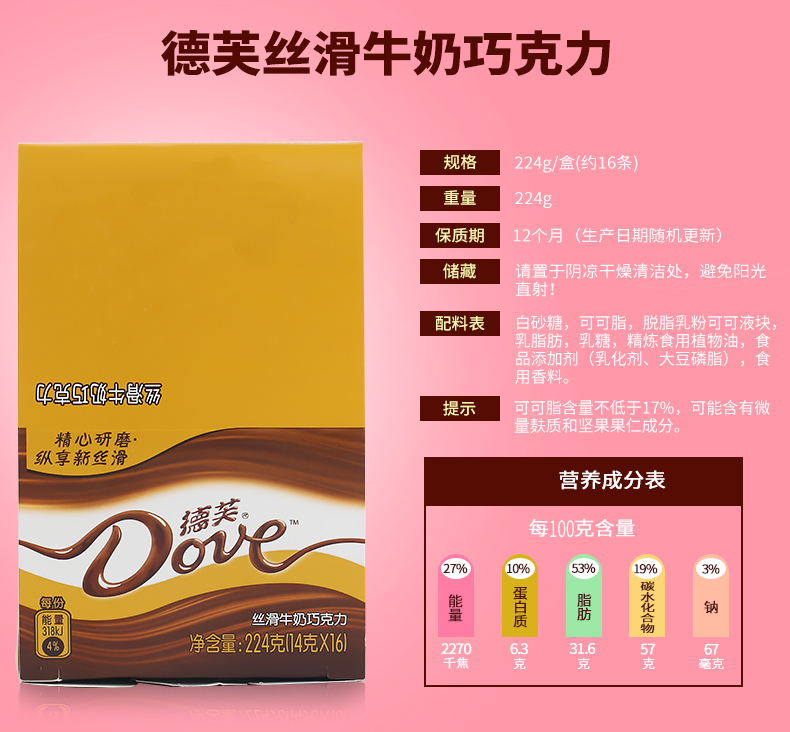 德芙丝滑牛奶巧克力
规格
224g/盒(约16条)
重量
224g
保质期
12个月（生产日期随机更新）
储藏
请置于阴凉干燥清洁处，避免阳光
直射！
配料表
白砂糖，可可脂，脱脂乳粉可可液块，
乳脂肪，乳糖，精炼食用植物油，食
品添加剂（乳化剂、大豆磷脂），食
用香料。
提示
可可脂含量不低于17%，可能含有微
量麸质和坚果果仁成分。
丝滑牛奶巧克力
精心研磨·
纵享新丝滑
德芙®
Dove™
每份
能量
318kJ
4%
丝滑牛奶巧克力
净含量：224克(14克X16)
营养成分表
每100克含量
27% 10% 53% 19% 3%
能量 蛋白质 脂肪 碳水化合物 钠
2270 6.3 31.6 57 67
千焦 克 克 克 毫克